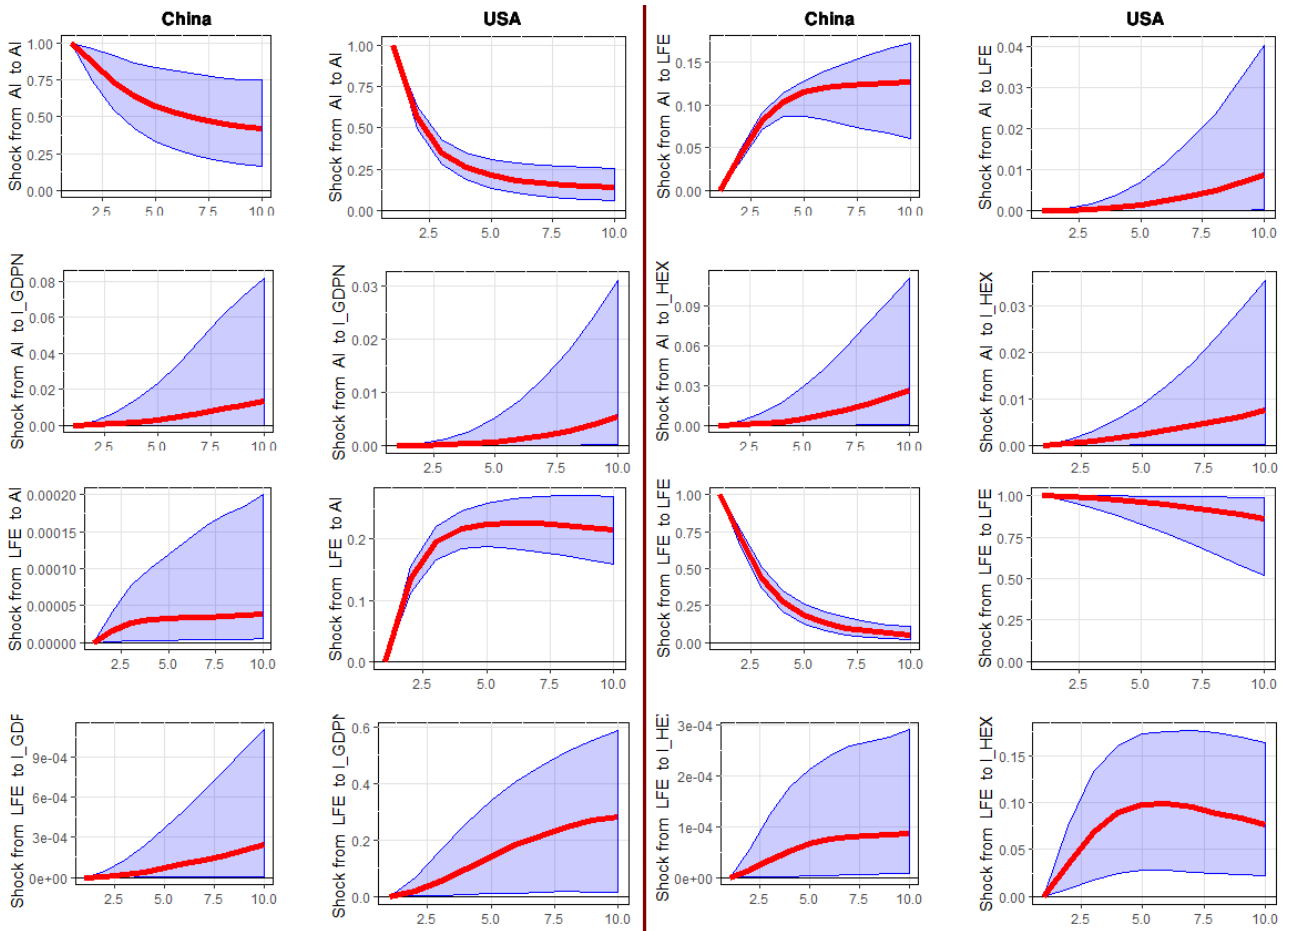 China
USA
China
USA
Shock from AI to AI
1.00
0.75
0.50
0.25
0.00
2.5 5.0 7.5 10.0
Shock from AI to AI
1.00
0.75
0.50
0.25
0.00
2.5 5.0 7.5 10.0
Shock from AI to LFE
0.15
0.10
0.05
0.00
2.5 5.0 7.5 10.0
Shock from AI to LFE
0.04
0.03
0.02
0.01
0.00
2.5 5.0 7.5 10.0
Shock from AI to l_GDPN
0.08
0.06
0.04
0.02
0.00
2.5 5.0 7.5 10.0
Shock from AI to l_GDPN
0.03
0.02
0.01
0.00
2.5 5.0 7.5 10.0
Shock from AI to l_HEX
0.09
0.06
0.03
0.00
2.5 5.0 7.5 10.0
Shock from AI to l_HEX
0.03
0.02
0.01
0.00
2.5 5.0 7.5 10.0
Shock from LFE to AI
0.00020
0.00015
0.00010
0.00005
0.00000
2.5 5.0 7.5 10.0
Shock from LFE to AI
0.2
0.1
0.0
2.5 5.0 7.5 10.0
Shock from LFE to LFE
1.00
0.75
0.50
0.25
0.00
2.5 5.0 7.5 10.0
Shock from LFE to LFE
1.00
0.75
0.50
0.25
0.00
2.5 5.0 7.5 10.0
Shock from LFE to l_GDF
9e-04
6e-04
3e-04
0e+00
2.5 5.0 7.5 10.0
Shock from LFE to l_GDPN
0.6
0.4
0.2
0.0
2.5 5.0 7.5 10.0
Shock from LFE to l_HE
3e-04
2e-04
1e-04
0e+00
2.5 5.0 7.5 10.0
Shock from LFE to l_HEX
0.15
0.10
0.05
0.00
2.5 5.0 7.5 10.0